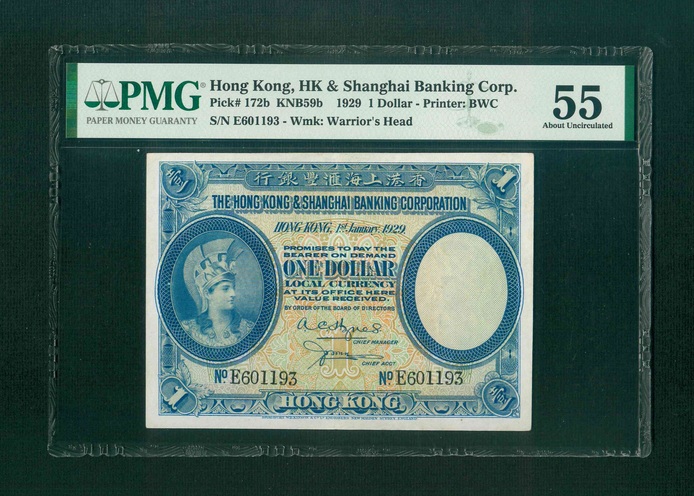 PMG
PAPER MONEY GUARANTY
Hong Kong, HK & Shanghai Banking Corp.
Pick# 172b KNB59b 1929 1 Dollar - Printer: BWC
S/N E601193 - Wmk: Warrior's Head
55
About Uncirculated
行銀豐滙海上港香
1
THE HONG KONG & SHANGHAI BANKING CORPORATION
HONG KONG, 1st January, 1929.
PROMISES TO PAY THE
BEARER ON DEMAND
ONE DOLLAR
LOCAL CURRENCY
AT ITS OFFICE HERE
VALUE RECEIVED.
BY ORDER OF THE BOARD OF DIRECTORS
CHIEF MANAGER
CHIEF ACCT
No E601193 No E601193
1
HONG KONG